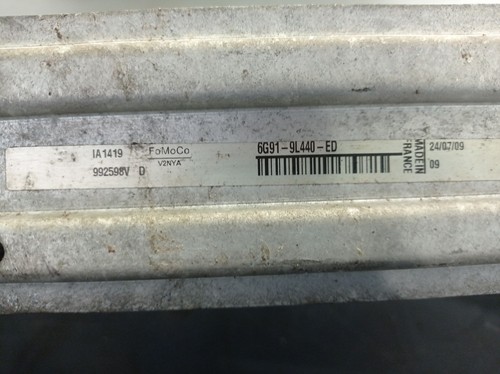 IA1419
992598V D
FoMoCo
V2NYA
6G91-9L440-ED
MADE IN
FRANCE
24/07/09
09